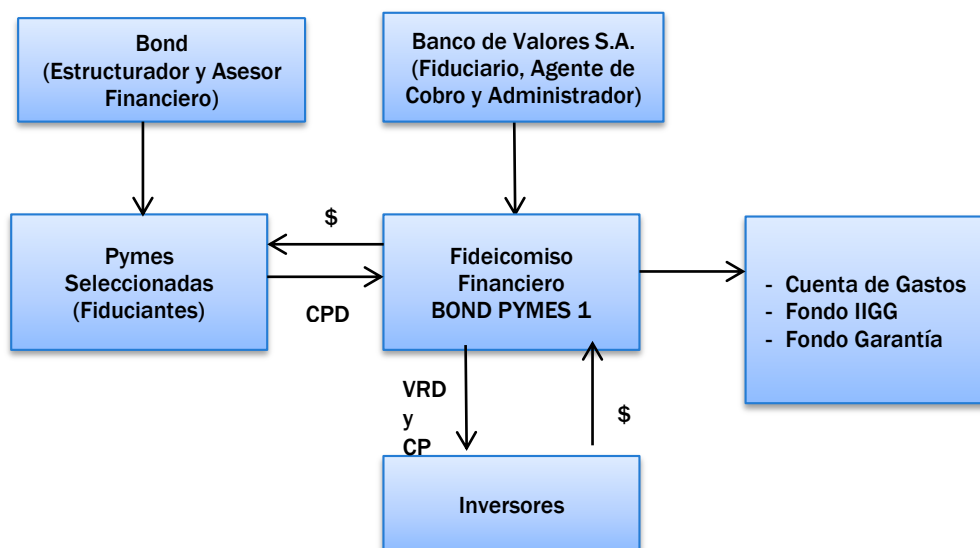 Bond
(Estructurador y Asesor
Financiero)
Banco de Valores S.A.
(Fiduciario, Agente de
Cobro y Administrador)
Pymes
Seleccionadas
(Fiduciantes)
$
CPD
Fideicomiso
Financiero
BOND PYMES 1
- Cuenta de Gastos
- Fondo IIGG
- Fondo Garantía
VRD
y
CP
$
Inversores